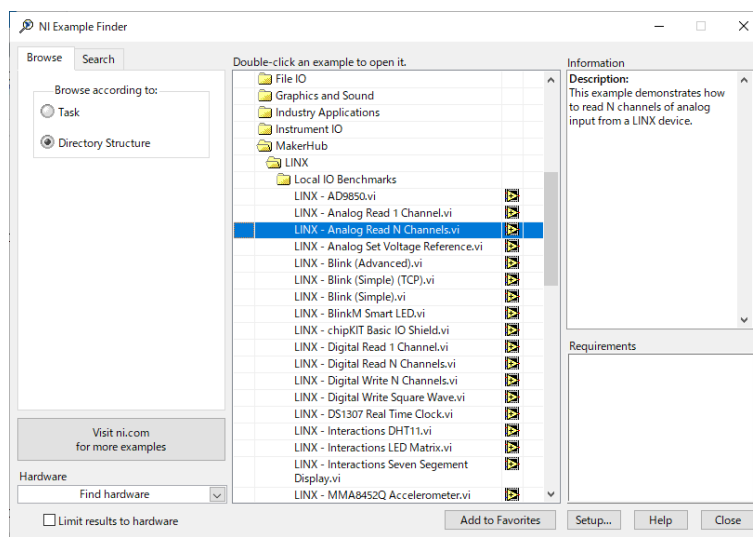 NI Example Finder
Browse
Search
Browse according to:
Task
Directory Structure
Visit ni.com
for more examples
Hardware
Find hardware
Limit results to hardware
Double-click an example to open it.
File IO
Graphics and Sound
Industry Applications
Instrument IO
MakerHub
LINX
Local IO Benchmarks
LINX - AD9850.vi
LINX - Analog Read 1 Channel.vi
LINX - Analog Read N Channels.vi
LINX - Analog Set Voltage Reference.vi
LINX - Blink (Advanced).vi
LINX - Blink (Simple) (TCP).vi
LINX - Blink (Simple).vi
LINX - BlinkM Smart LED.vi
LINX - chipKIT Basic IO Shield.vi
LINX - Digital Read 1 Channel.vi
LINX - Digital Read N Channels.vi
LINX - Digital Write N Channels.vi
LINX - Digital Write Square Wave.vi
LINX - DS1307 Real Time Clock.vi
LINX - Interactions DHT11.vi
LINX - Interactions LED Matrix.vi
LINX - Interactions Seven Segement
Display.vi
LINX - MMA8452Q Accelerometer.vi
Information
Description:
This example demonstrates how
to read N channels of analog
input from a LINX device.
Requirements
Add to Favorites
Setup...
Help
Close